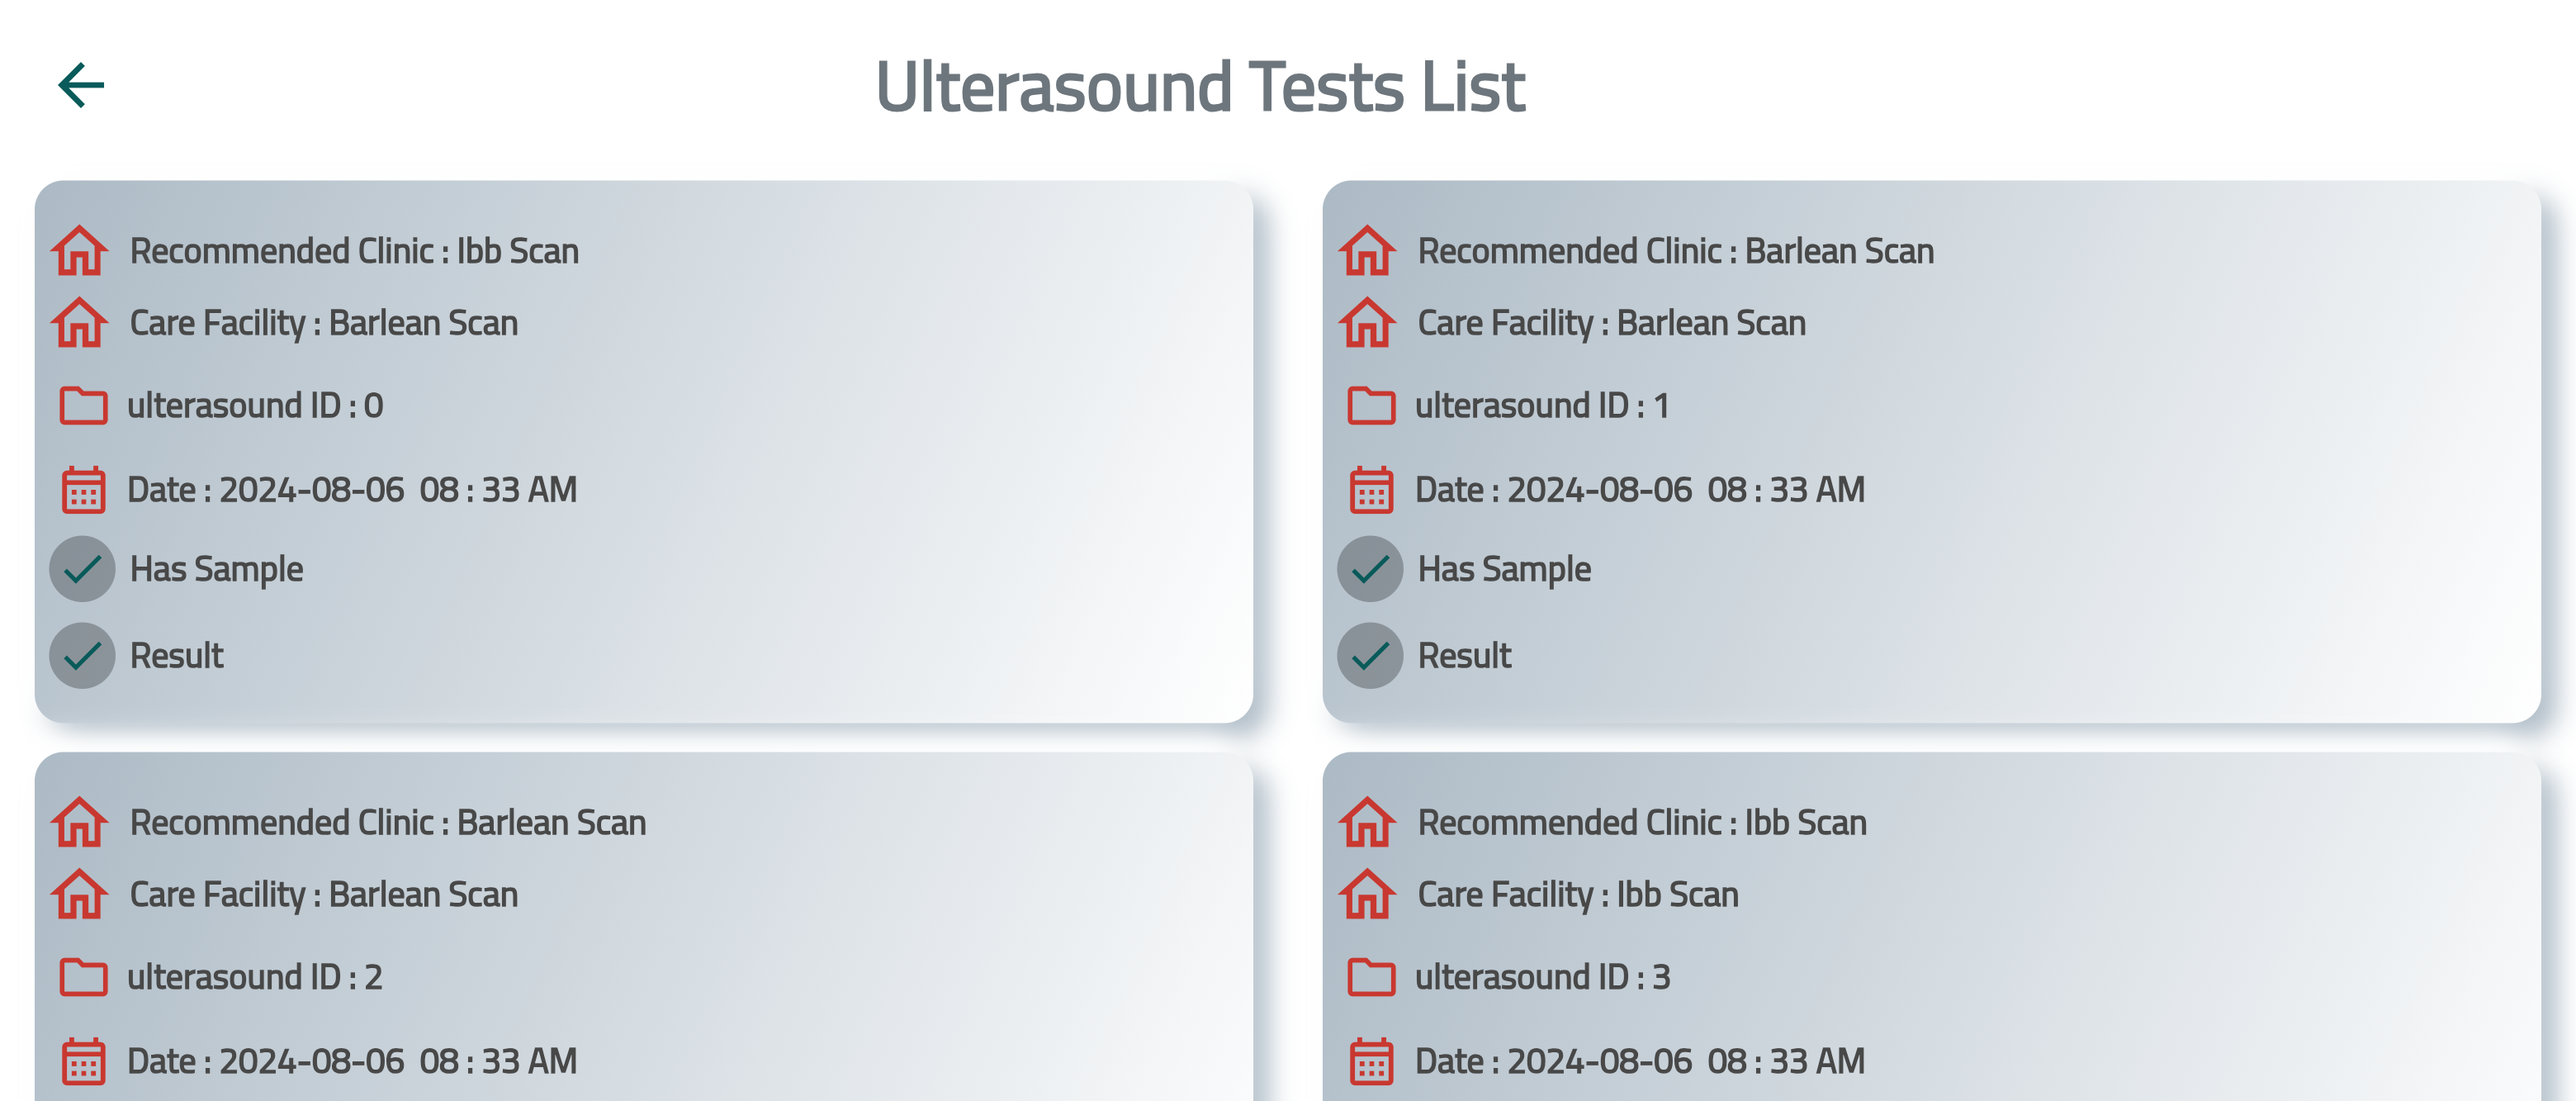 Ulterasound Tests List
Recommended Clinic : Ibb Scan
Care Facility : Barlean Scan
ulterasound ID : 0
Date : 2024-08-06  08 : 33 AM
Has Sample
Result
Recommended Clinic : Barlean Scan
Care Facility : Barlean Scan
ulterasound ID : 1
Date : 2024-08-06  08 : 33 AM
Has Sample
Result
Recommended Clinic : Barlean Scan
Care Facility : Barlean Scan
ulterasound ID : 2
Date : 2024-08-06  08 : 33 AM
Recommended Clinic : Ibb Scan
Care Facility : Ibb Scan
ulterasound ID : 3
Date : 2024-08-06  08 : 33 AM